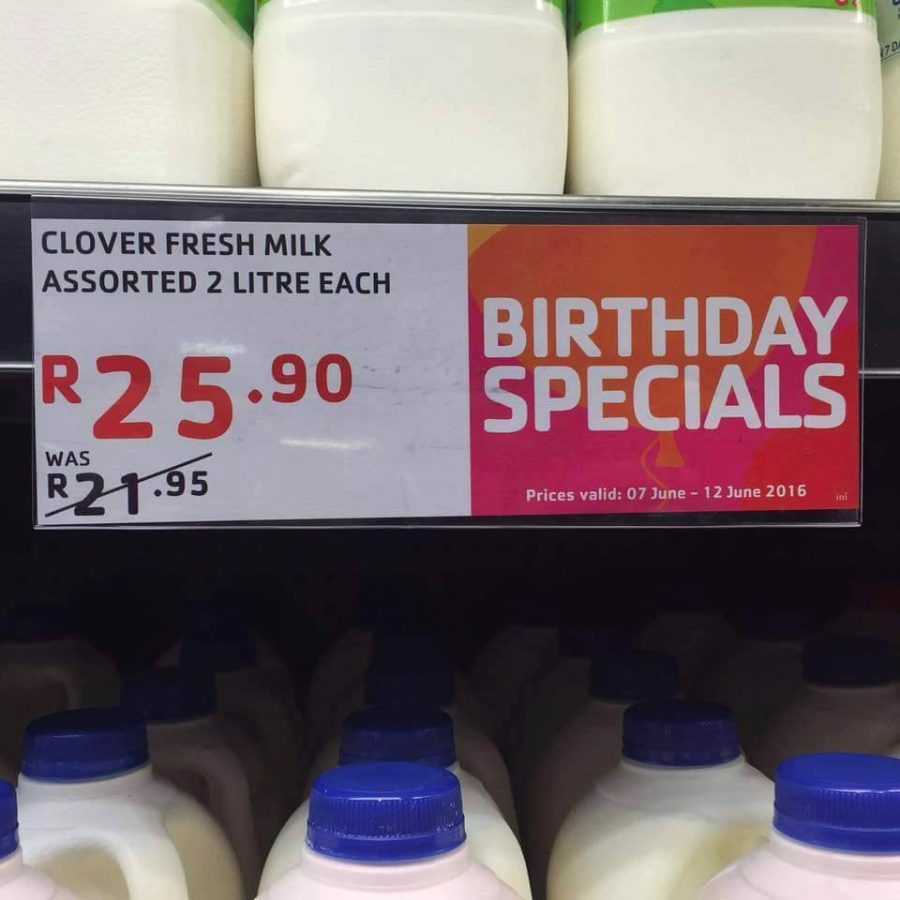 CLOVER FRESH MILK
ASSORTED 2 LITRE EACH
R25.90
WAS
R21.95
BIRTHDAY
SPECIALS
Prices valid: 07 June - 12 June 2016
inl